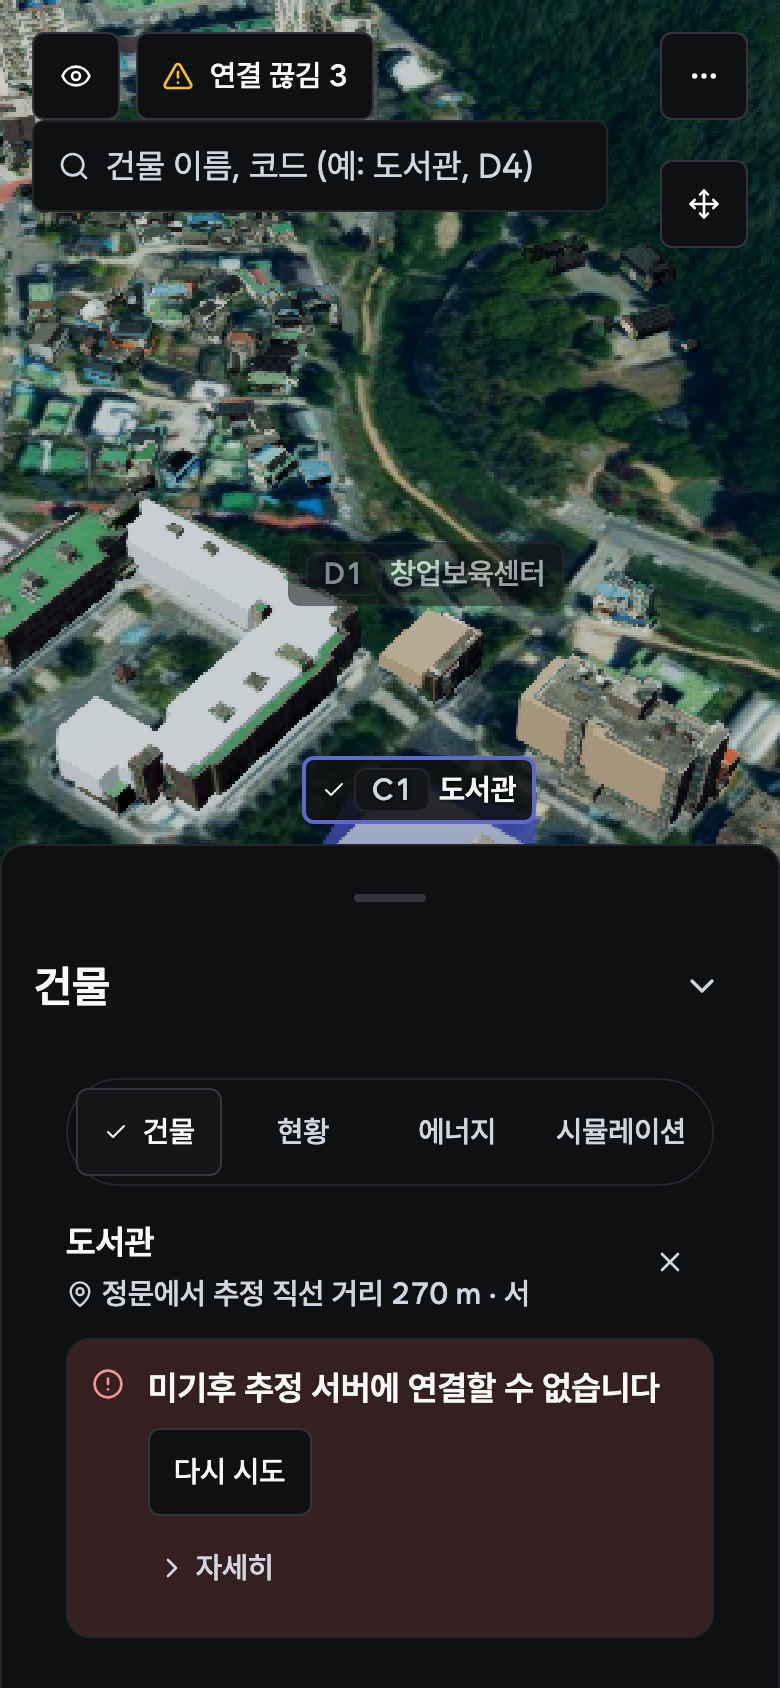 연결 끊김 3
건물 이름, 코드 (예: 도서관, D4)
D1 창업보육센터
C1 도서관
건물
건물 현황 에너지 시뮬레이션
도서관
정문에서 추정 직선 거리 270 m · 서
미기후 추정 서버에 연결할 수 없습니다
다시 시도
자세히